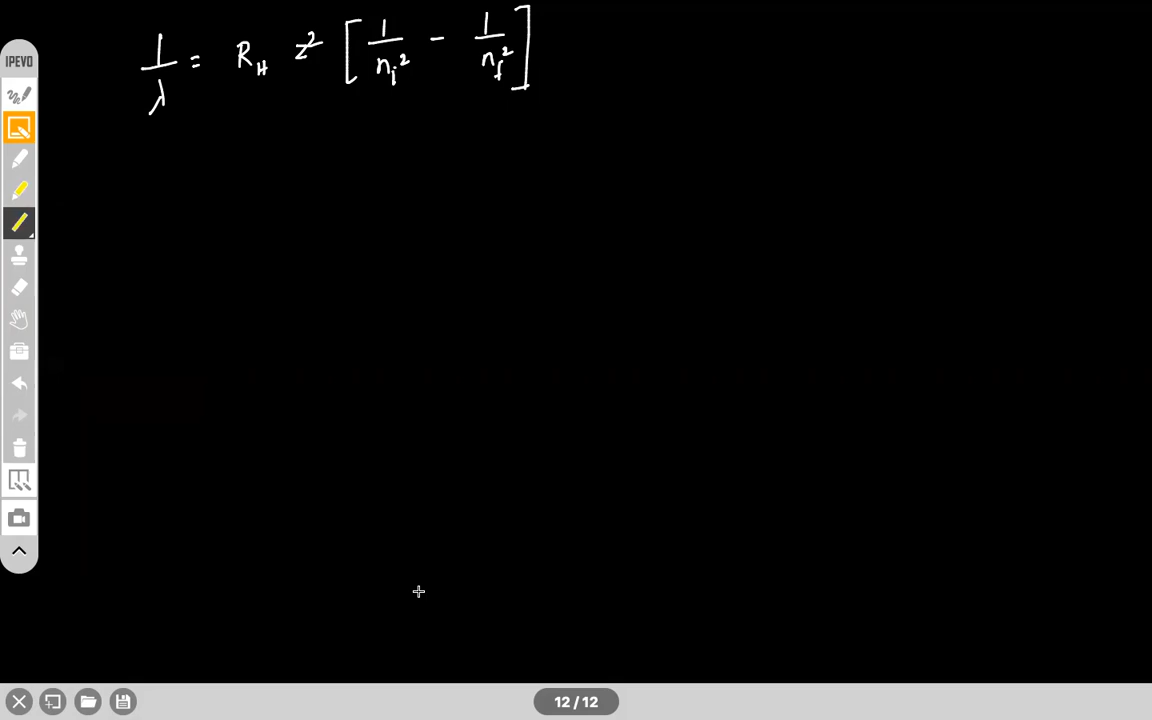 1/λ = R_H z² [ 1/n_i² - 1/n_f² ]
IPEVO
12 / 12